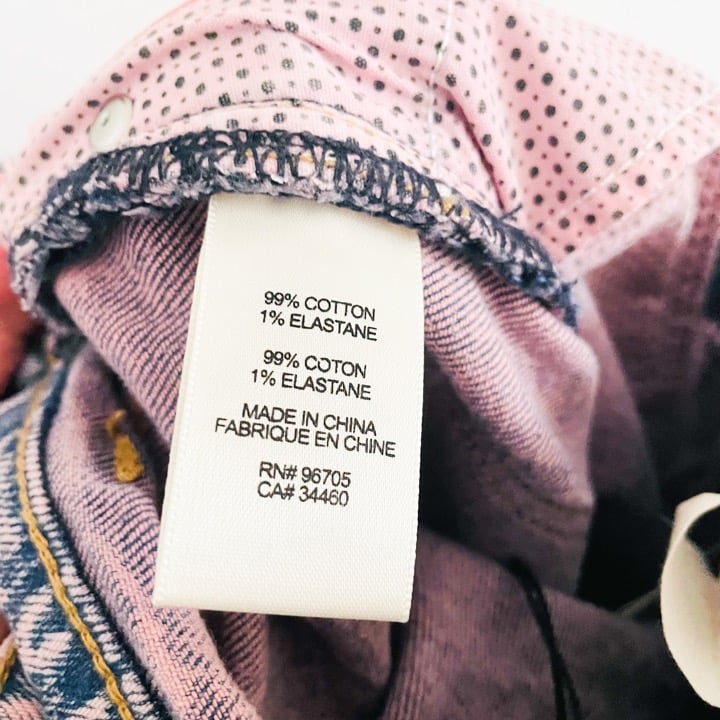 99% COTTON
1% ELASTANE
99% COTON
1% ELASTANE
MADE IN CHINA
FABRIQUE EN CHINE
RN# 96705
CA# 34460